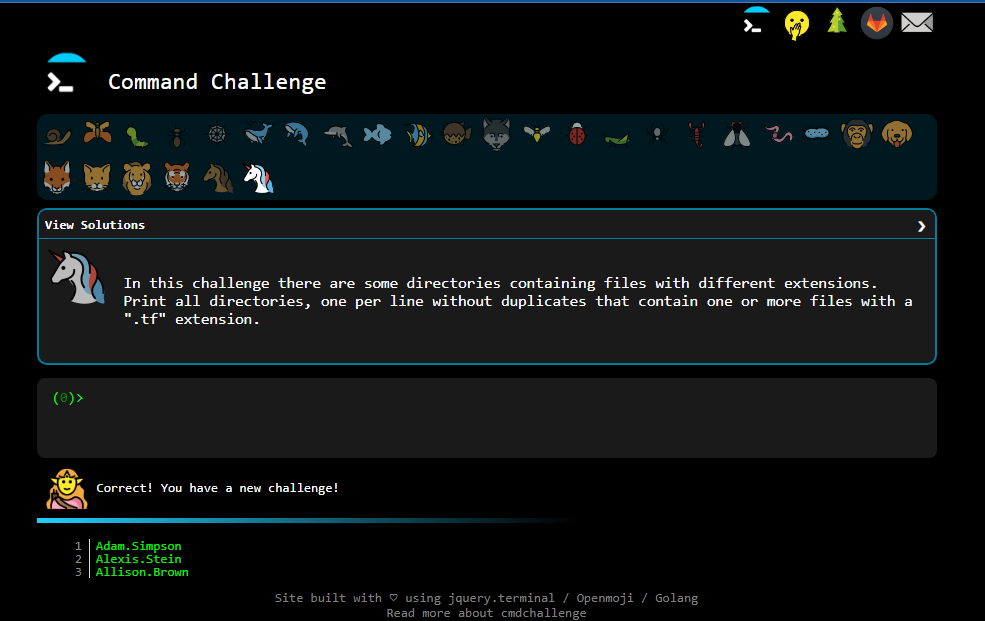 Command Challenge
View Solutions
In this challenge there are some directories containing files with different extensions.
Print all directories, one per line without duplicates that contain one or more files with a
".tf" extension.
(0)>
Correct! You have a new challenge!
1 Adam.Simpson
2 Alexis.Stein
3 Allison.Brown
Site built with ♡ using jquery.terminal / Openmoji / Golang
Read more about cmdchallenge